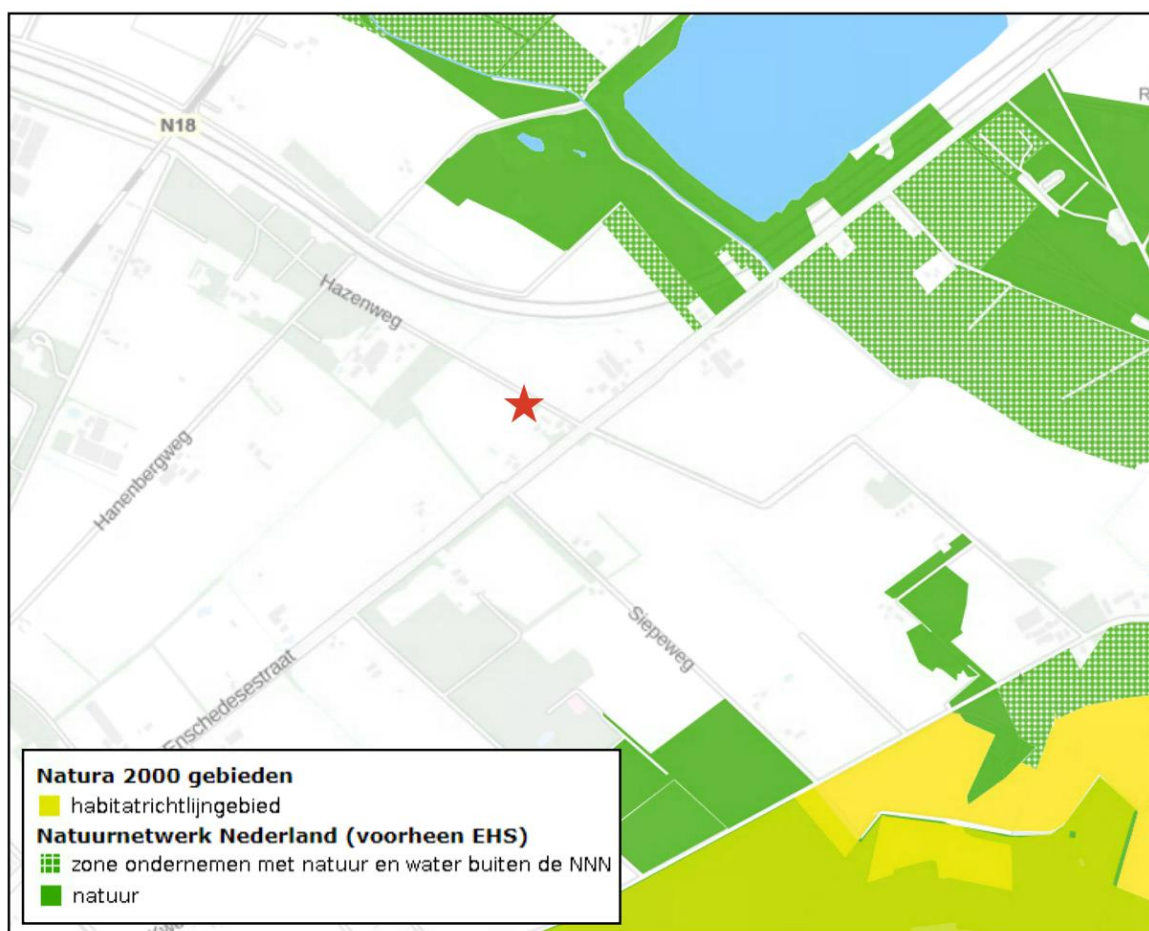 R
N18
Hazenweg
Hanenbergweg
Siepeweg
Enschedesestraat
Natura 2000 gebieden
habitatrichtlijngebied
Natuurnetwerk Nederland (voorheen EHS)
zone ondernemen met natuur en water buiten de NNN
natuur